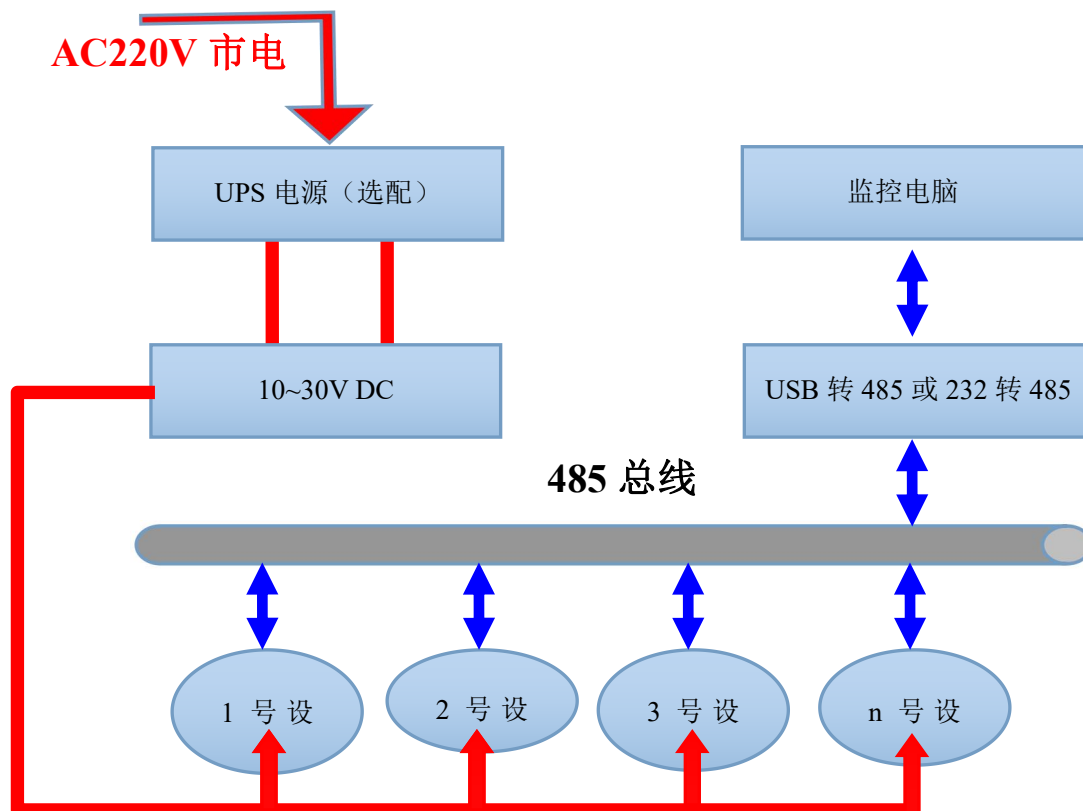 AC220V 市电
UPS 电源（选配）
监控电脑
10~30V DC
USB 转 485 或 232 转 485
485 总线
1 号 设
2 号 设
3 号 设
n 号 设